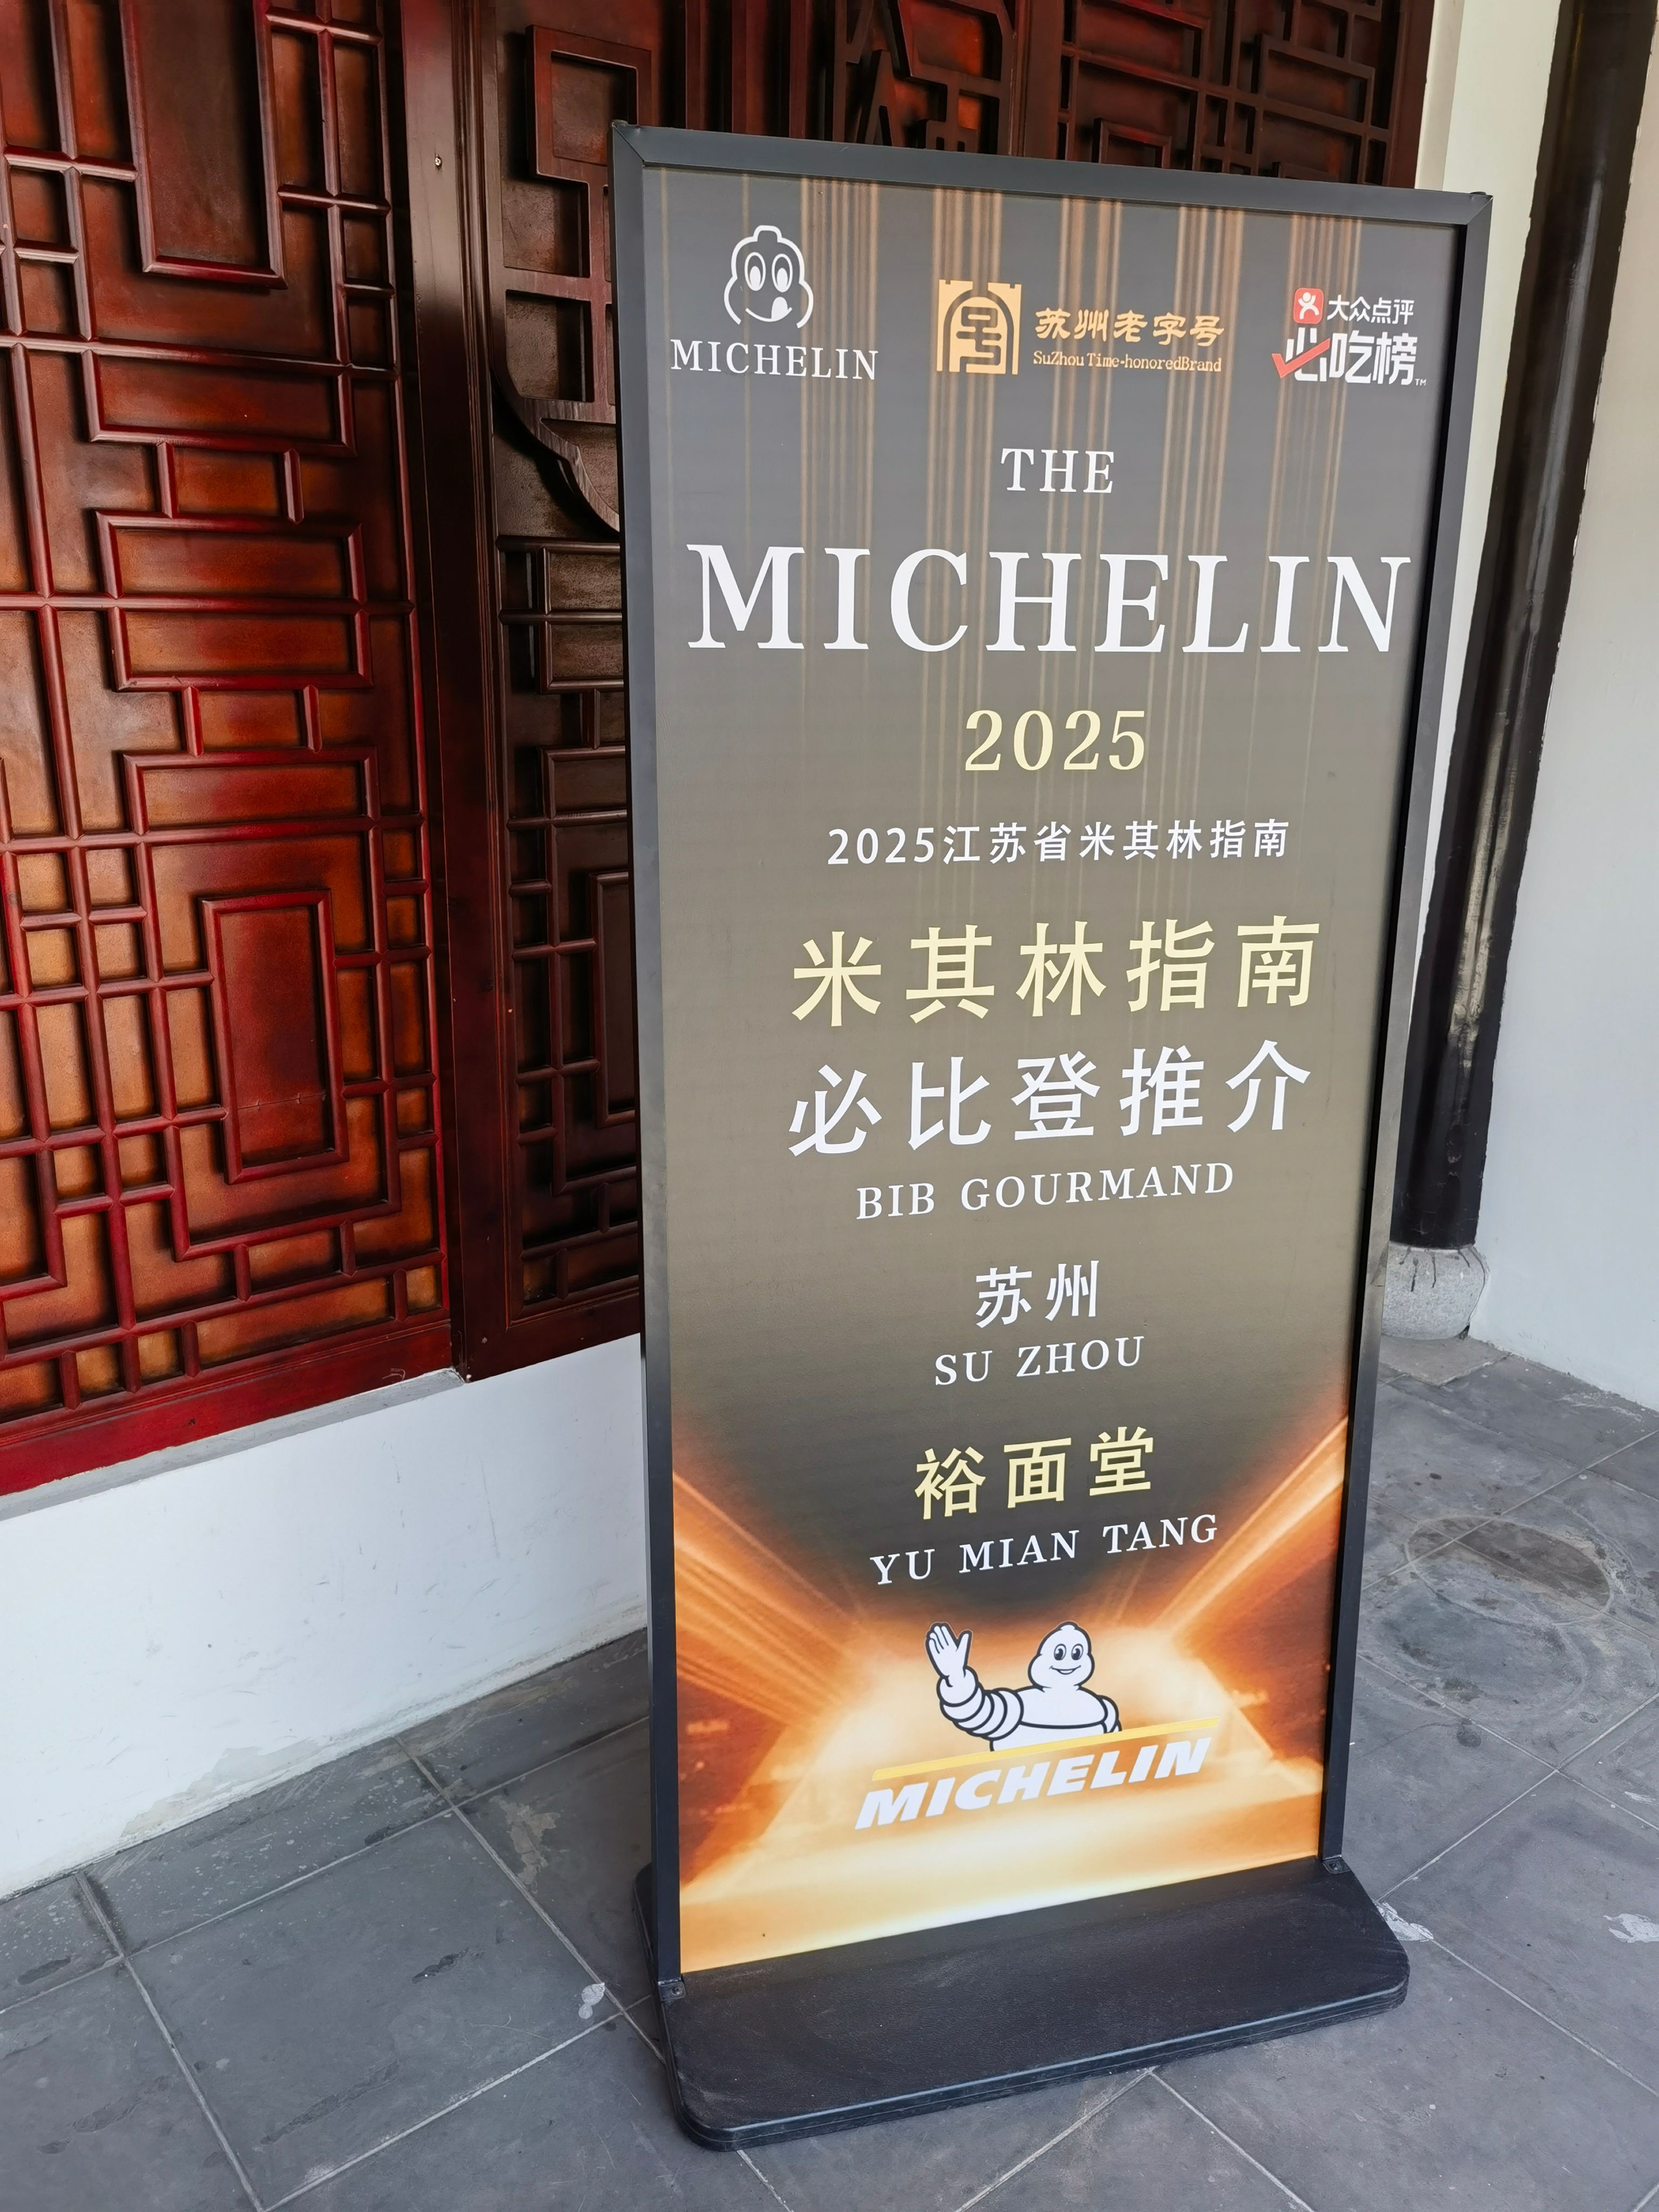 MICHELIN
苏州老字号
SuZhou Time-honoredBrand
大众点评
必吃榜™
THE
MICHELIN
2025
2025江苏省米其林指南
米其林指南
必比登推介
BIB GOURMAND
苏州
SU ZHOU
裕面堂
YU MIAN TANG
MICHELIN